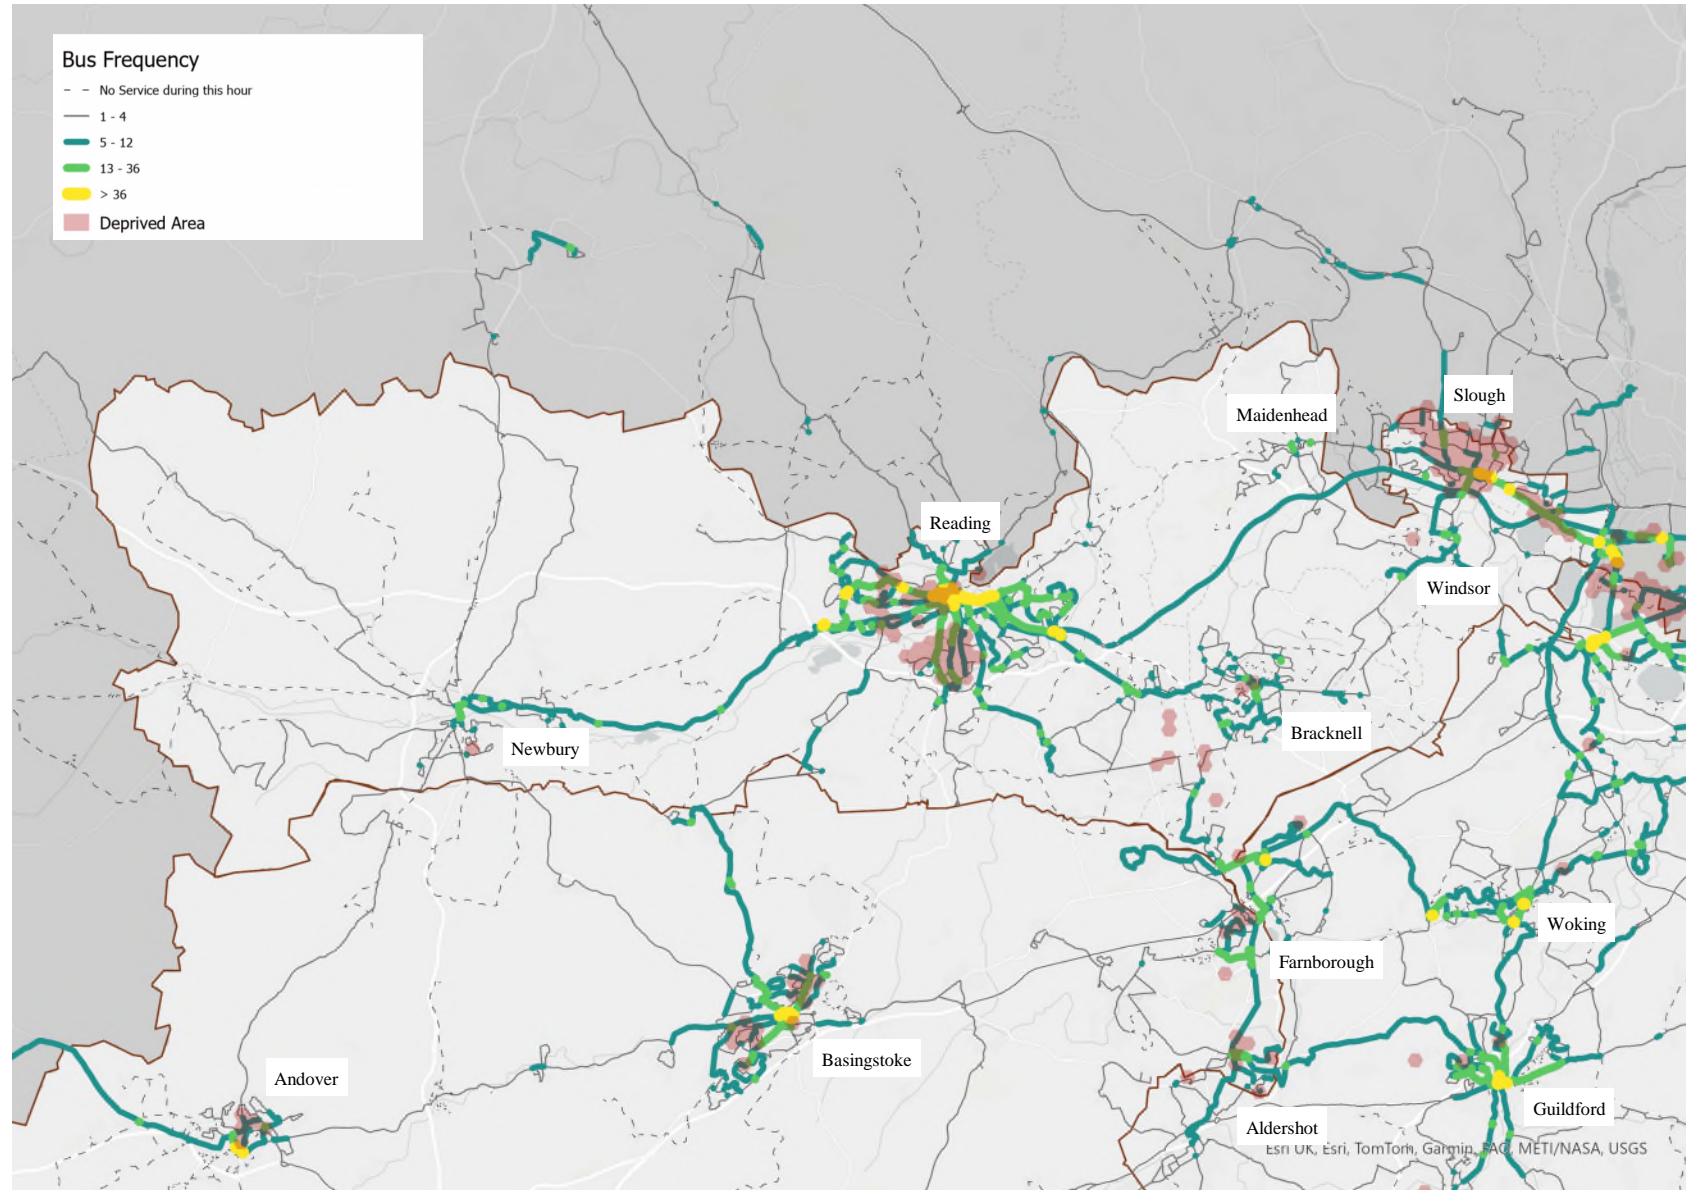 Bus Frequency
No Service during this hour
1 - 4
5 - 12
13 - 36
> 36
Deprived Area
Slough
Maidenhead
Reading
Windsor
Bracknell
Newbury
Woking
Farnborough
Basingstoke
Andover
Guildford
Aldershot
Esri UK, Esri, TomTom, Garmin, FAO, METI/NASA, USGS